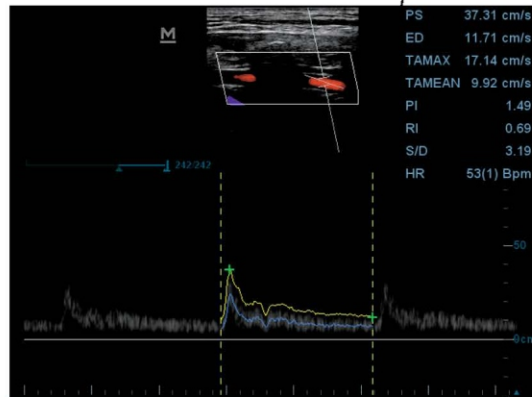 M
PS 37.31 cm/s
ED 11.71 cm/s
TAMAX 17.14 cm/s
TAMEAN 9.92 cm/s
PI 1.49
RI 0.69
S/D 3.19
HR 53(1) Bpm
242:242
-50
-0cm